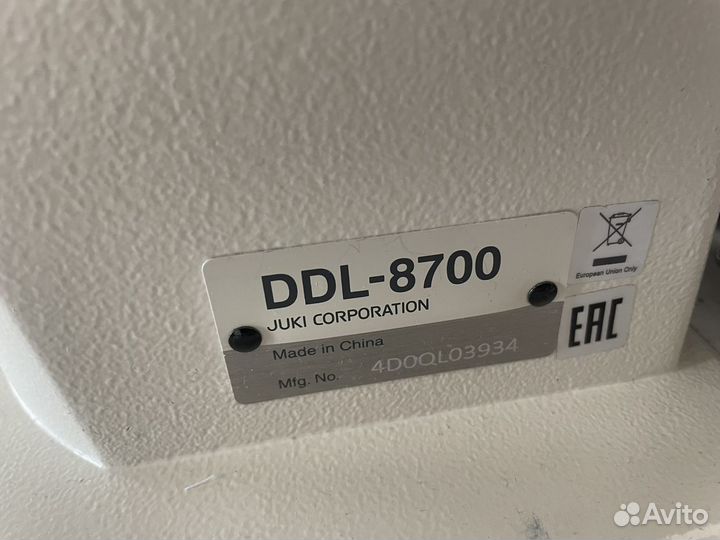 DDL-8700
JUKI CORPORATION
Made in China
Mfg. No. 4D0QL03934
European Union Only
EAC
Avito